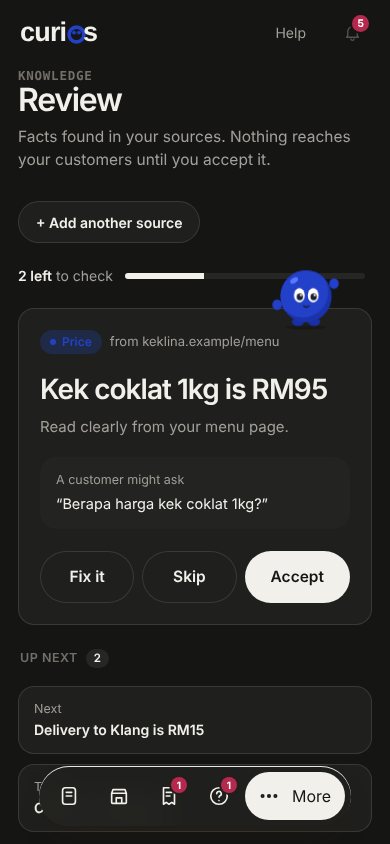 curios
Help
5
KNOWLEDGE
Review
Facts found in your sources. Nothing reaches
your customers until you accept it.
+ Add another source
2 left to check
Price from keklina.example/menu
Kek coklat 1kg is RM95
Read clearly from your menu page.
A customer might ask
“Berapa harga kek coklat 1kg?”
Fix it Skip Accept
UP NEXT 2
Next
Delivery to Klang is RM15
1 1
More